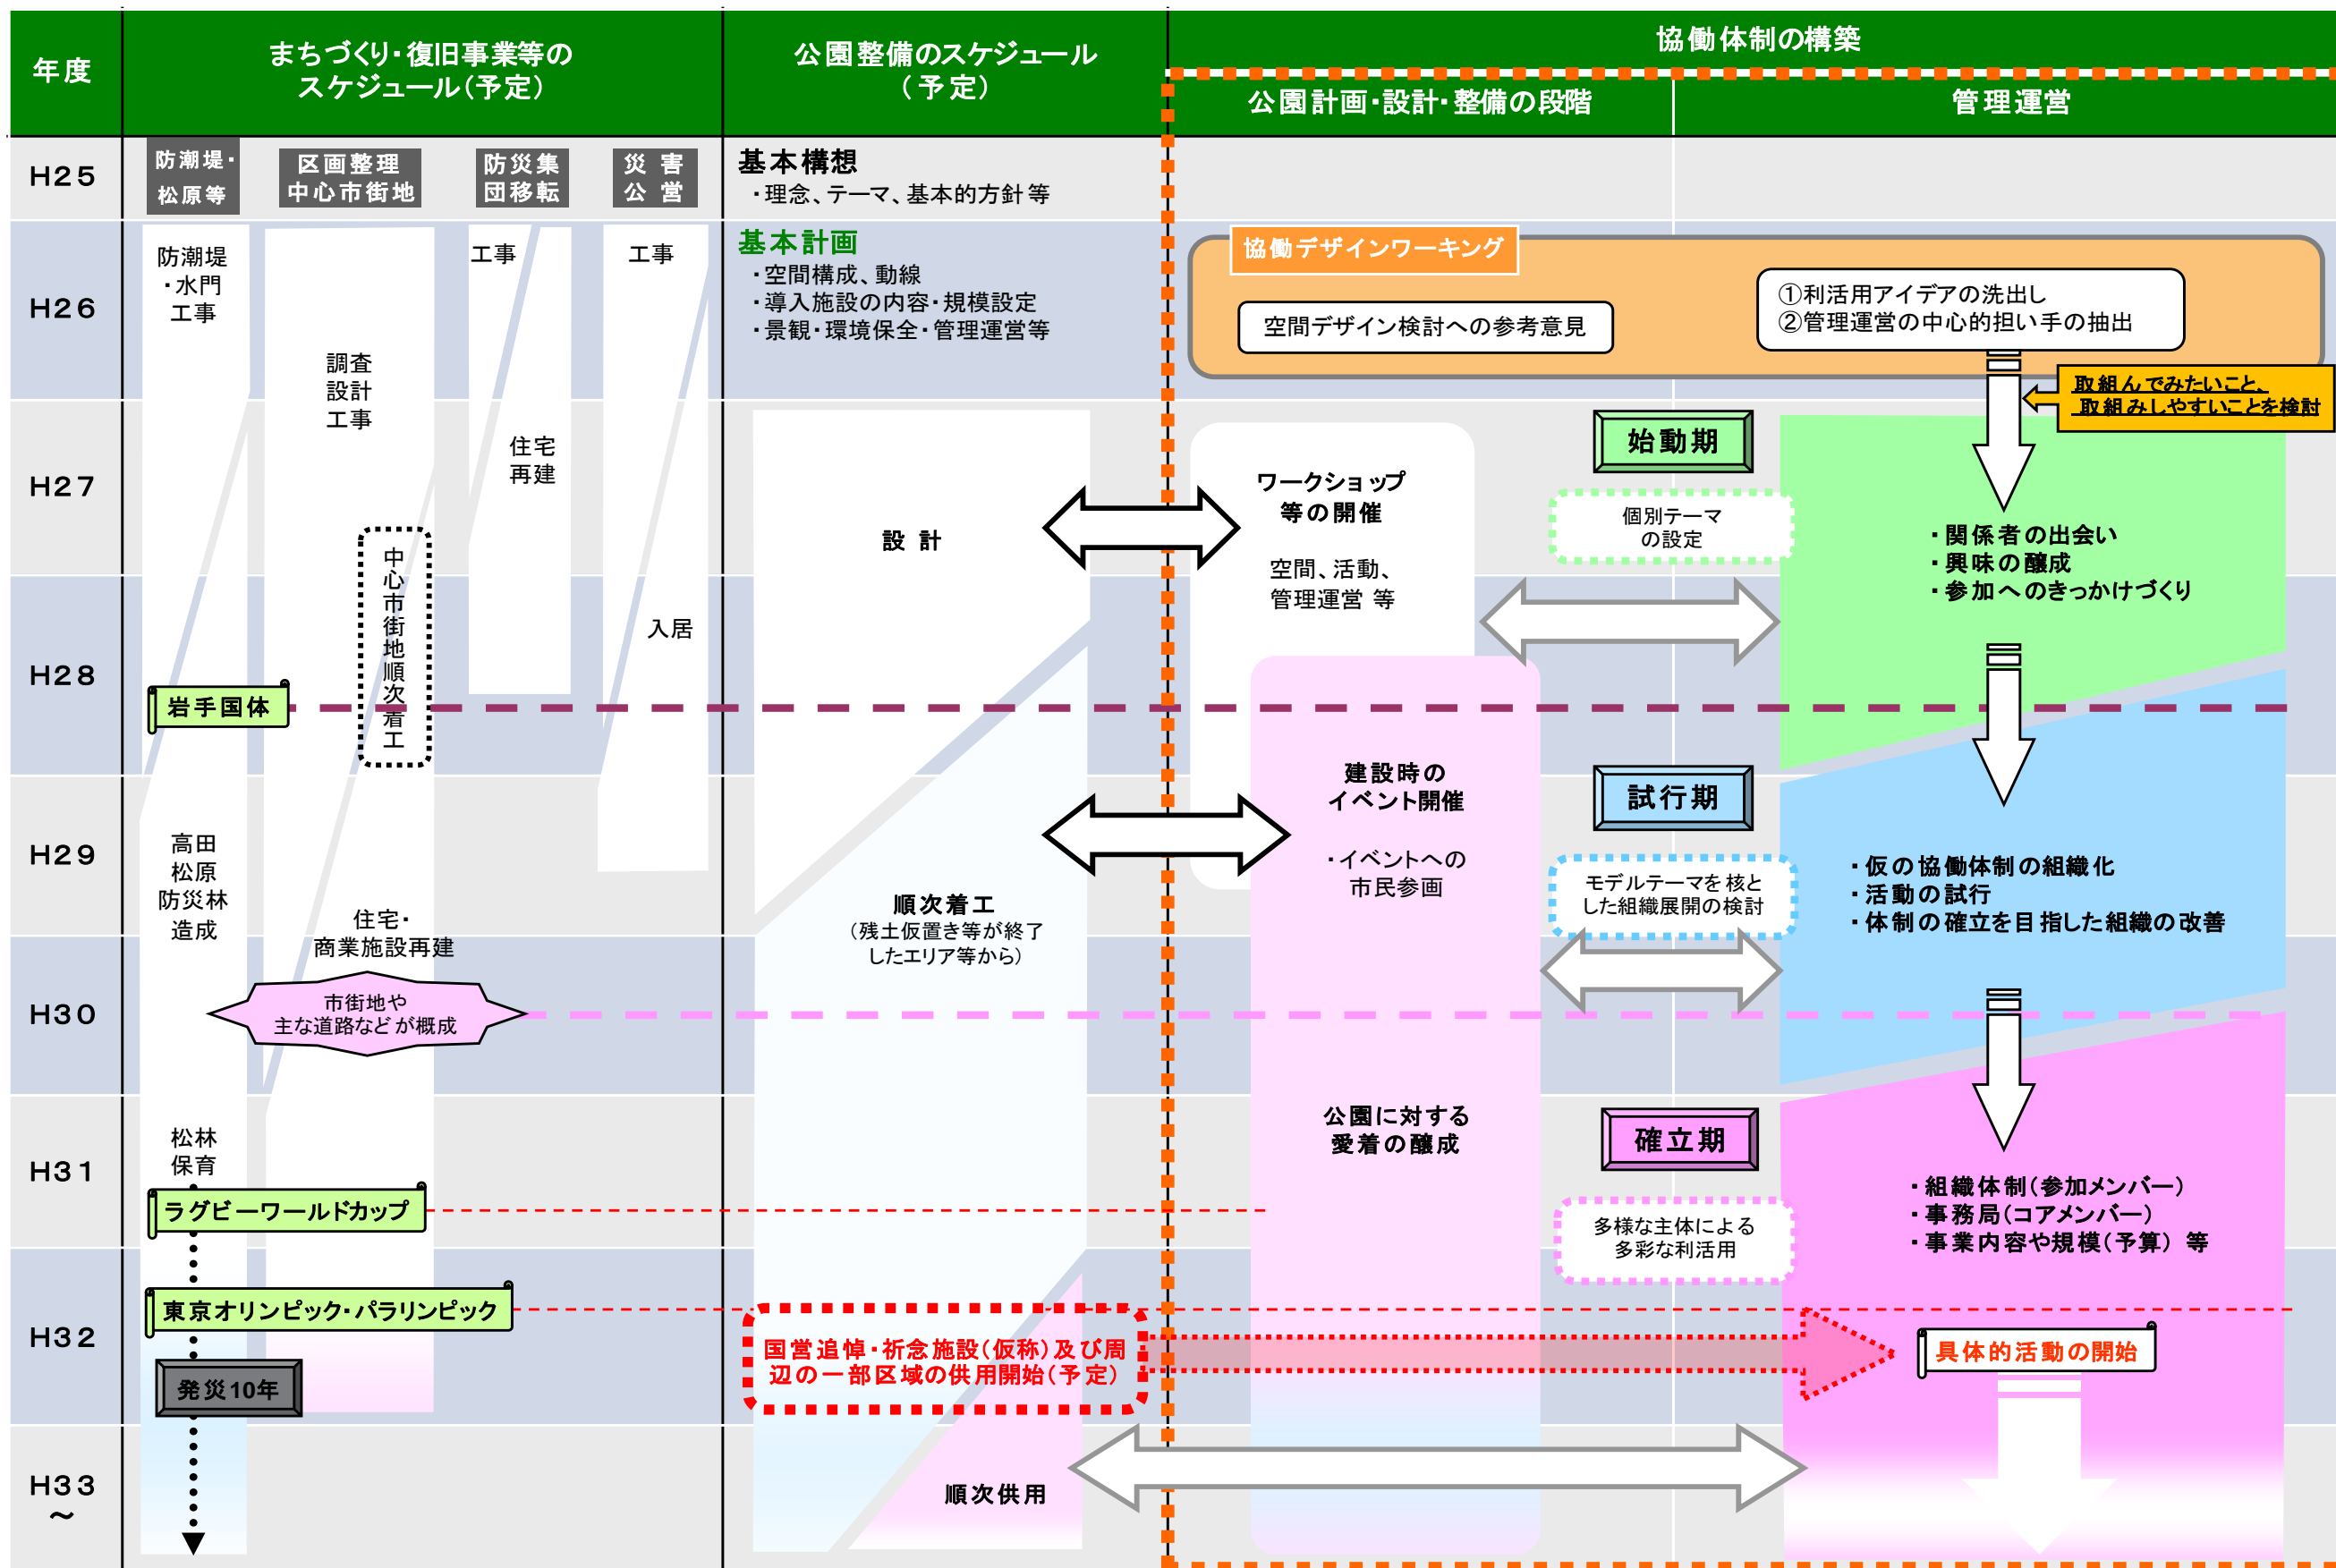 年度
まちづくり・復旧事業等の
スケジュール(予定)
公園整備のスケジュール
(予定)
協働体制の構築
公園計画・設計・整備の段階
管理運営
H25
防潮堤・
松原等
区画整理
中心市街地
防災集
団移転
災害
公営
基本構想
・理念、テーマ、基本的方針等
H26
防潮堤
・水門
工事
調査
設計
工事
工事
工事
基本計画
・空間構成、動線
・導入施設の内容・規模設定
・景観・環境保全・管理運営等
協働デザインワーキング
空間デザイン検討への参考意見
①利活用アイデアの洗出し
②管理運営の中心的担い手の抽出
取組んでみたいこと、
取組みしやすいことを検討
H27
住宅
再建
設計
ワークショップ
等の開催
空間、活動、
管理運営 等
始動期
個別テーマ
の設定
・関係者の出会い
・興味の醸成
・参加へのきっかけづくり
H28
中心市街地順次着工
入居
岩手国体
H29
高田
松原
防災林
造成
住宅・
商業施設再建
順次着工
(残土仮置き等が終了
したエリア等から)
建設時の
イベント開催
・イベントへの
市民参画
試行期
モデルテーマを核と
した組織展開の検討
・仮の協働体制の組織化
・活動の試行
・体制の確立を目指した組織の改善
H30
市街地や
主な道路などが概成
H31
松林
保育
ラグビーワールドカップ
公園に対する
愛着の醸成
確立期
多様な主体による
多彩な利活用
・組織体制(参加メンバー)
・事務局(コアメンバー)
・事業内容や規模(予算) 等
H32
東京オリンピック・パラリンピック
発災10年
国営追悼・祈念施設(仮称)及び周
辺の一部区域の供用開始(予定)
具体的活動の開始
H33
～
順次供用